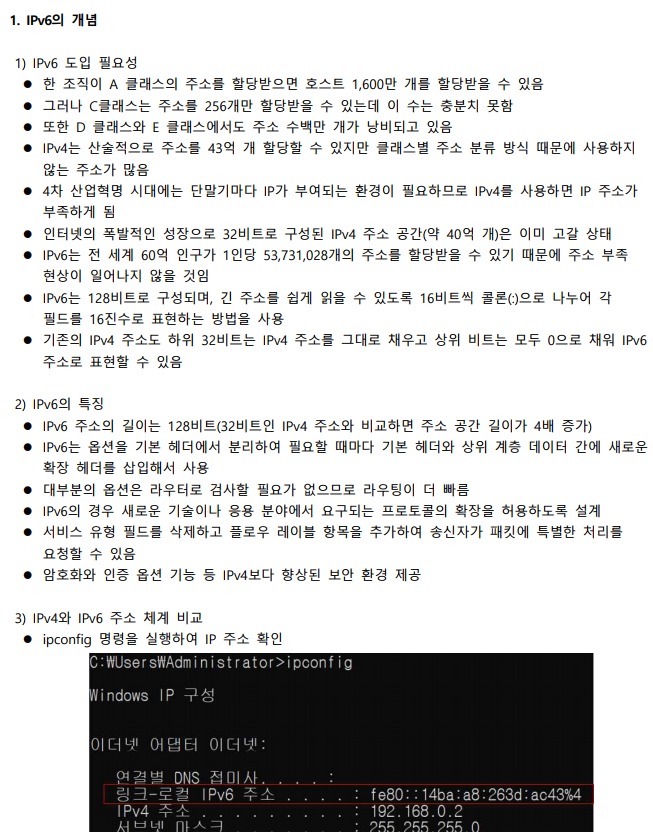 1. IPv6의 개념
1) IPv6 도입 필요성
● 한 조직이 A 클래스의 주소를 할당받으면 호스트 1,600만 개를 할당받을 수 있음
● 그러나 C클래스는 주소를 256개만 할당받을 수 있는데 이 수는 충분치 못함
● 또한 D 클래스와 E 클래스에서도 주소 수백만 개가 낭비되고 있음
● IPv4는 산술적으로 주소를 43억 개 할당할 수 있지만 클래스별 주소 분류 방식 때문에 사용하지
않는 주소가 많음
● 4차 산업혁명 시대에는 단말기마다 IP가 부여되는 환경이 필요하므로 IPv4를 사용하면 IP 주소가
부족하게 됨
● 인터넷의 폭발적인 성장으로 32비트로 구성된 IPv4 주소 공간(약 40억 개)은 이미 고갈 상태
● IPv6는 전 세계 60억 인구가 1인당 53,731,028개의 주소를 할당받을 수 있기 때문에 주소 부족
현상이 일어나지 않을 것임
● IPv6는 128비트로 구성되며, 긴 주소를 쉽게 읽을 수 있도록 16비트씩 콜론(:)으로 나누어 각
필드를 16진수로 표현하는 방법을 사용
● 기존의 IPv4 주소도 하위 32비트는 IPv4 주소를 그대로 채우고 상위 비트는 모두 0으로 채워 IPv6
주소로 표현할 수 있음
2) IPv6의 특징
● IPv6 주소의 길이는 128비트(32비트인 IPv4 주소와 비교하면 주소 공간 길이가 4배 증가)
● IPv6는 옵션을 기본 헤더에서 분리하여 필요할 때마다 기본 헤더와 상위 계층 데이터 간에 새로운
확장 헤더를 삽입해서 사용
● 대부분의 옵션은 라우터로 검사할 필요가 없으므로 라우팅이 더 빠름
● IPv6의 경우 새로운 기술이나 응용 분야에서 요구되는 프로토콜의 확장을 허용하도록 설계
● 서비스 유형 필드를 삭제하고 플로우 레이블 항목을 추가하여 송신자가 패킷에 특별한 처리를
요청할 수 있음
● 암호화와 인증 옵션 기능 등 IPv4보다 향상된 보안 환경 제공
3) IPv4와 IPv6 주소 체계 비교
● ipconfig 명령을 실행하여 IP 주소 확인
C:₩Users₩Administrator>ipconfig
Windows IP 구성
이더넷 어댑터 이더넷:
연결별 DNS 접미사. . . . :
링크-로컬 IPv6 주소 . . . . : fe80::14ba:a8:263d:ac43%4
IPv4 주소 . . . . . . . . . : 192.168.0.2
서브넷 마스크 . . . . . . . : 255.255.255.0